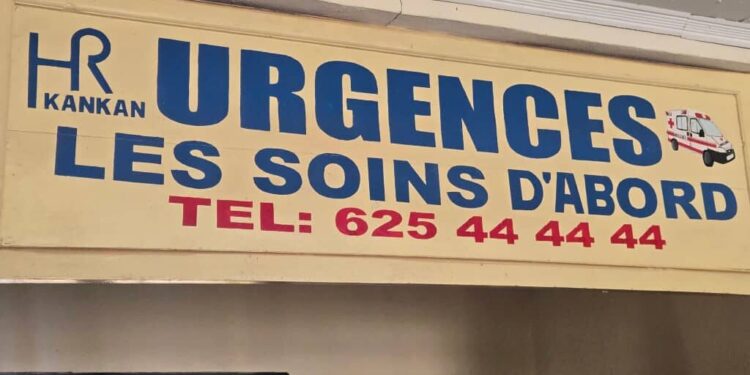 HR
KANKAN
URGENCES
LES SOINS D'ABORD
TEL: 625 44 44 44